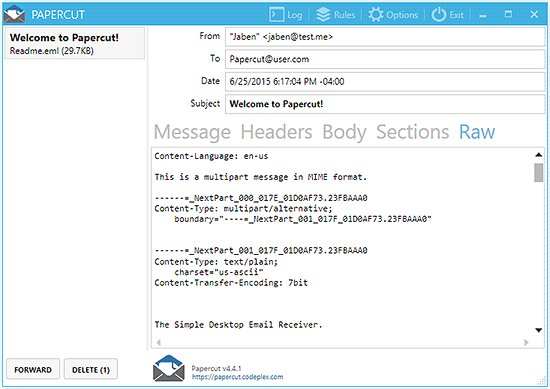 PAPERCUT
Log Rules Options Exit
Welcome to Papercut!
Readme.eml (29.7KB)
From "Jaben" <jaben@test.me>
To Papercut@user.com
Date 6/25/2015 6:17:04 PM -04:00
Subject Welcome to Papercut!
Message Headers Body Sections Raw
Content-Language: en-us
This is a multipart message in MIME format.
------=_NextPart_000_017E_01D0AF73.23FBAAA0
Content-Type: multipart/alternative;
boundary="----=_NextPart_001_017F_01D0AF73.23FBAAA0"
------=_NextPart_001_017F_01D0AF73.23FBAAA0
Content-Type: text/plain;
charset="us-ascii"
Content-Transfer-Encoding: 7bit
The Simple Desktop Email Receiver.
FORWARD DELETE (1)
Papercut v4.4.1
https://papercut.codeplex.com